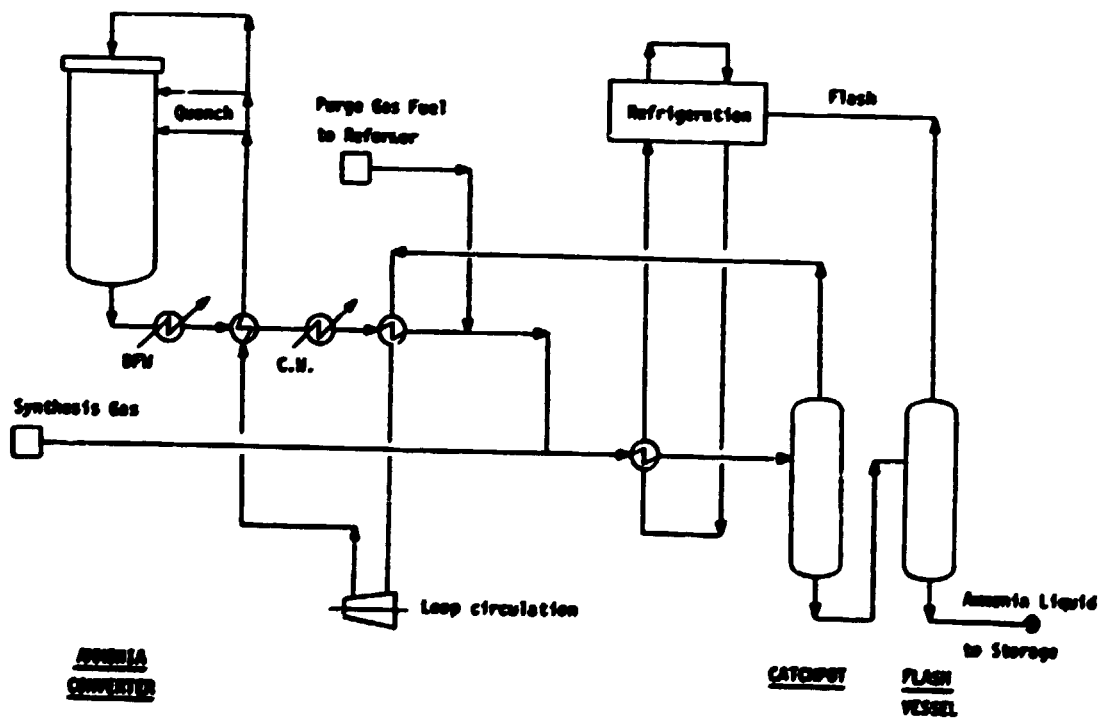 Quench
Purge Gas Fuel
to Reformer
Refrigeration
Flash
BFW
C.W.
Synthesis Gas
Loop circulation
Ammonia Liquid
to Storage
AMMONIA
CONVERTER
CATCHPOT
FLASH
VESSEL